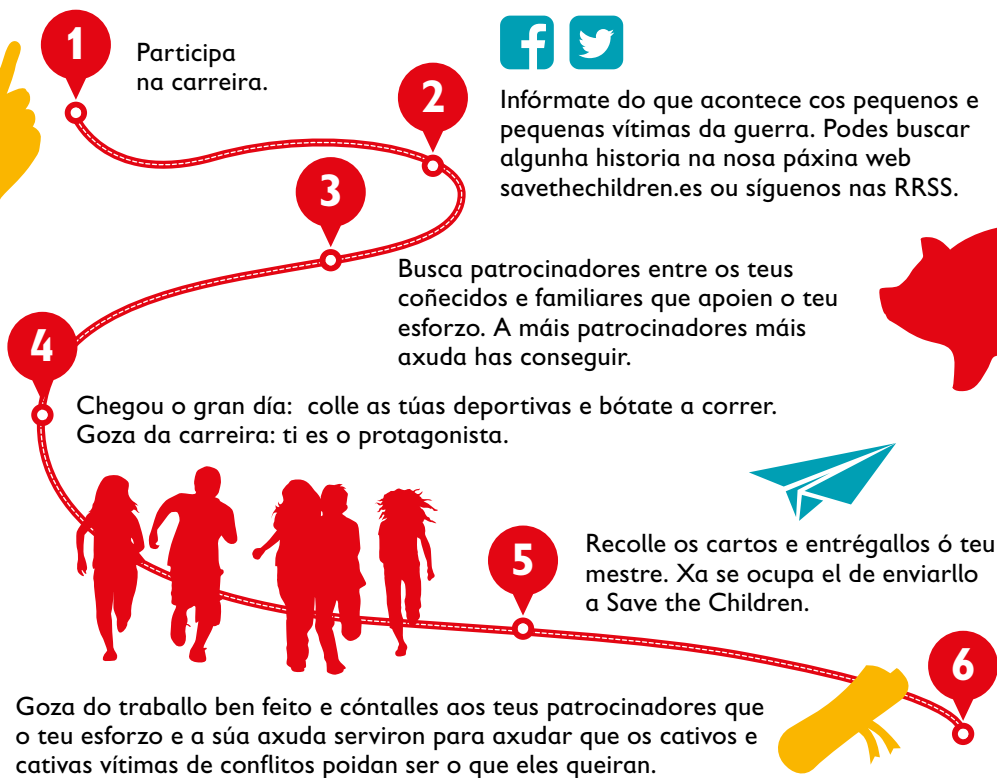 1
Participa
na carreira.
2
Infórmate do que acontece cos pequenos e
pequenas vítimas da guerra. Podes buscar
algunha historia na nosa páxina web
savethechildren.es ou síguenos nas RRSS.
3
Busca patrocinadores entre os teus
coñecidos e familiares que apoien o teu
esforzo. A máis patrocinadores máis
axuda has conseguir.
4
Chegou o gran día: colle as túas deportivas e bótate a correr.
Goza da carreira: ti es o protagonista.
5
Recolle os cartos e entrégallos ó teu
mestre. Xa se ocupa el de enviarllo
a Save the Children.
6
Goza do traballo ben feito e cóntalles aos teus patrocinadores que
o teu esforzo e a súa axuda serviron para axudar que os cativos e
cativas vítimas de conflitos poidan ser o que eles queiran.